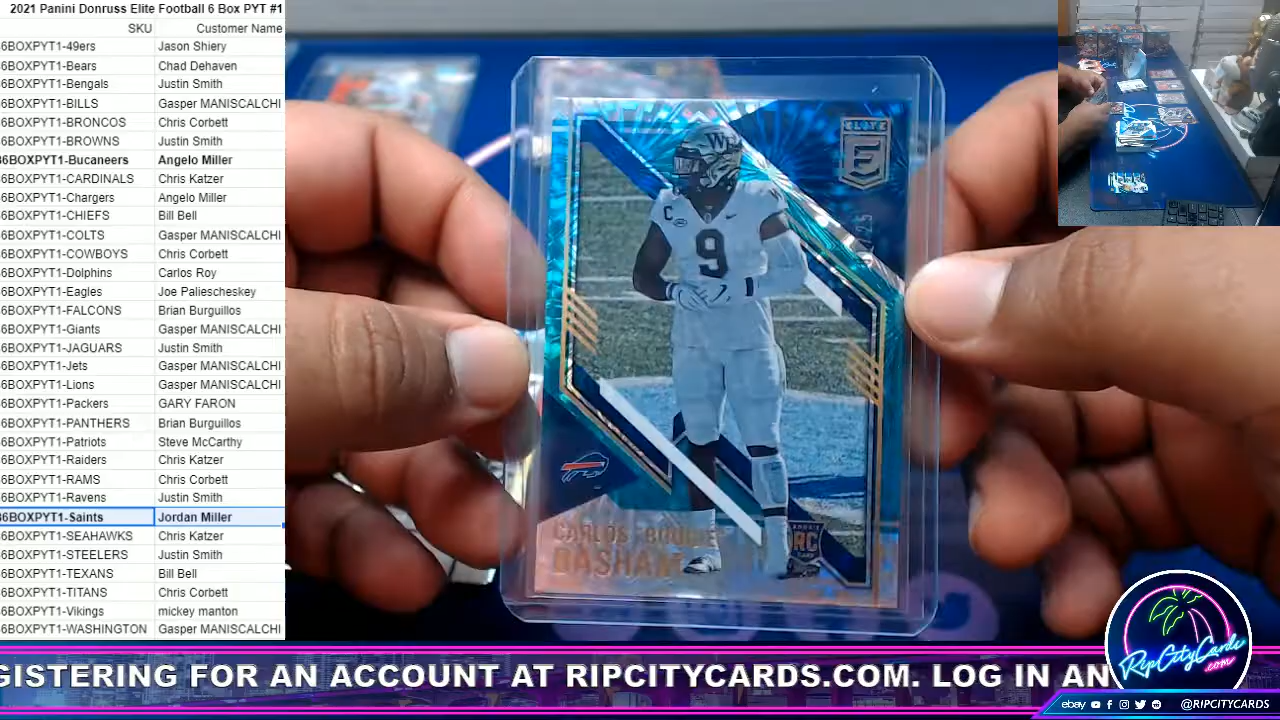 2021 Panini Donruss Elite Football 6 Box PYT #1
SKU Customer Name
6BOXPYT1-49ers Jason Shiery
6BOXPYT1-Bears Chad Dehaven
6BOXPYT1-Bengals Justin Smith
6BOXPYT1-BILLS Gasper MANISCALCHI
6BOXPYT1-BRONCOS Chris Corbett
6BOXPYT1-BROWNS Justin Smith
6BOXPYT1-Bucaneers Angelo Miller
6BOXPYT1-CARDINALS Chris Katzer
6BOXPYT1-Chargers Angelo Miller
6BOXPYT1-CHIEFS Bill Bell
6BOXPYT1-COLTS Gasper MANISCALCHI
6BOXPYT1-COWBOYS Chris Corbett
6BOXPYT1-Dolphins Carlos Roy
6BOXPYT1-Eagles Joe Paliescheskey
6BOXPYT1-FALCONS Brian Burguillos
6BOXPYT1-Giants Gasper MANISCALCHI
6BOXPYT1-JAGUARS Justin Smith
6BOXPYT1-Jets Gasper MANISCALCHI
6BOXPYT1-Lions Gasper MANISCALCHI
6BOXPYT1-Packers GARY FARON
6BOXPYT1-PANTHERS Brian Burguillos
6BOXPYT1-Patriots Steve McCarthy
6BOXPYT1-Raiders Chris Katzer
6BOXPYT1-RAMS Chris Corbett
6BOXPYT1-Ravens Justin Smith
6BOXPYT1-Saints Jordan Miller
6BOXPYT1-SEAHAWKS Chris Katzer
6BOXPYT1-STEELERS Justin Smith
6BOXPYT1-TEXANS Bill Bell
6BOXPYT1-TITANS Chris Corbett
6BOXPYT1-Vikings mickey manton
6BOXPYT1-WASHINGTON Gasper MANISCALCHI
ELITE
E
WF
C
9
25
CARLOS
BASHAM
ROOKIE
RC
GISTERING FOR AN ACCOUNT AT RIPCITYCARDS.COM. LOG IN AN
RipCityCards
.com
ebay @RIPCITYCARDS